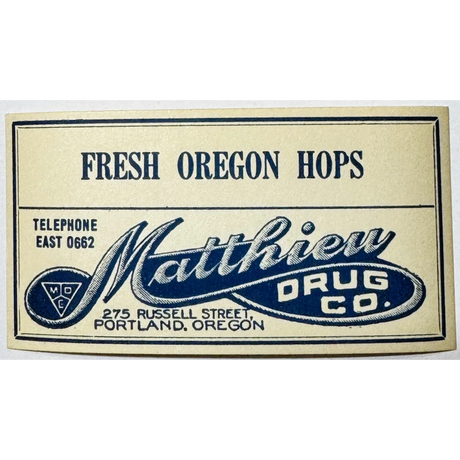 FRESH OREGON HOPS
TELEPHONE
EAST 0662
Matthieu
DRUG
CO.
M D
C
275 RUSSELL STREET,
PORTLAND, OREGON